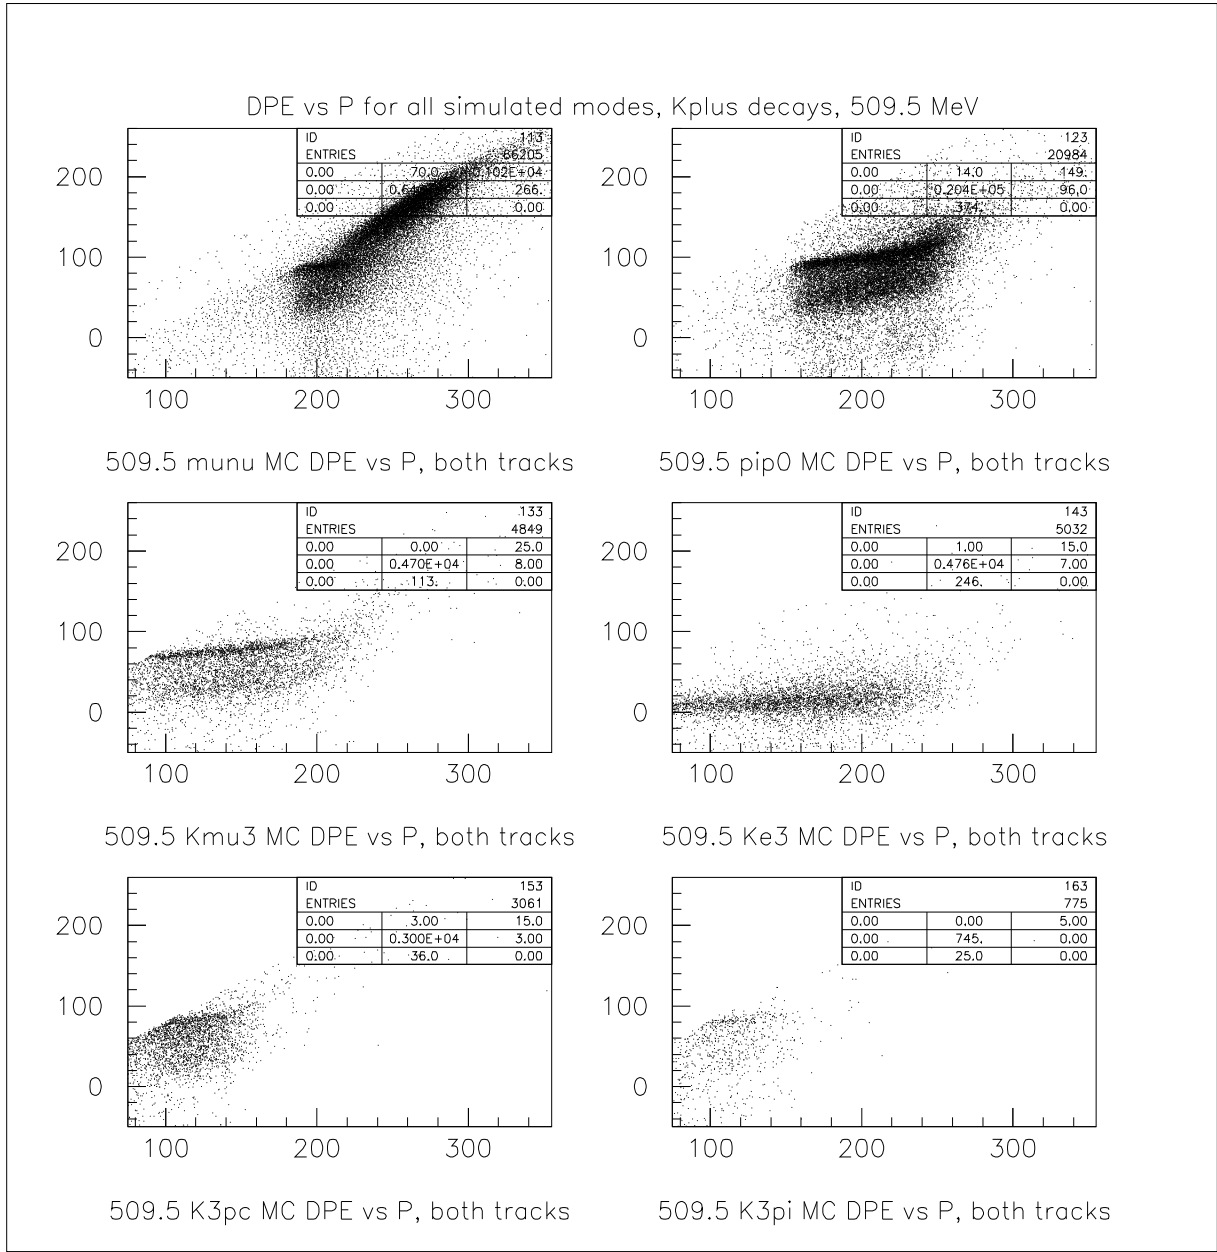 DPE vs P for all simulated modes, Kplus decays, 509.5 MeV
ID 113
ENTRIES 66205
0.00 70.0 0.102E+04
0.00 266.
0.00 0.00
200
100
0
100 200 300
509.5 munu MC DPE vs P, both tracks
ID 123
ENTRIES 20984
0.00 14.0 149.
0.00 0.204E+05 96.0
0.00 374. 0.00
200
100
0
100 200 300
509.5 pip0 MC DPE vs P, both tracks
ID 133
ENTRIES 4849
0.00 0.00 25.0
0.00 0.470E+04 8.00
0.00 113. 0.00
200
100
0
100 200 300
509.5 Kmu3 MC DPE vs P, both tracks
ID 143
ENTRIES 5032
0.00 1.00 15.0
0.00 0.476E+04 7.00
0.00 246. 0.00
200
100
0
100 200 300
509.5 Ke3 MC DPE vs P, both tracks
ID 153
ENTRIES 3061
0.00 3.00 15.0
0.00 0.300E+04 3.00
0.00 36.0 0.00
200
100
0
100 200 300
509.5 K3pc MC DPE vs P, both tracks
ID 163
ENTRIES 775
0.00 0.00 5.00
0.00 745. 0.00
0.00 25.0 0.00
200
100
0
100 200 300
509.5 K3pi MC DPE vs P, both tracks